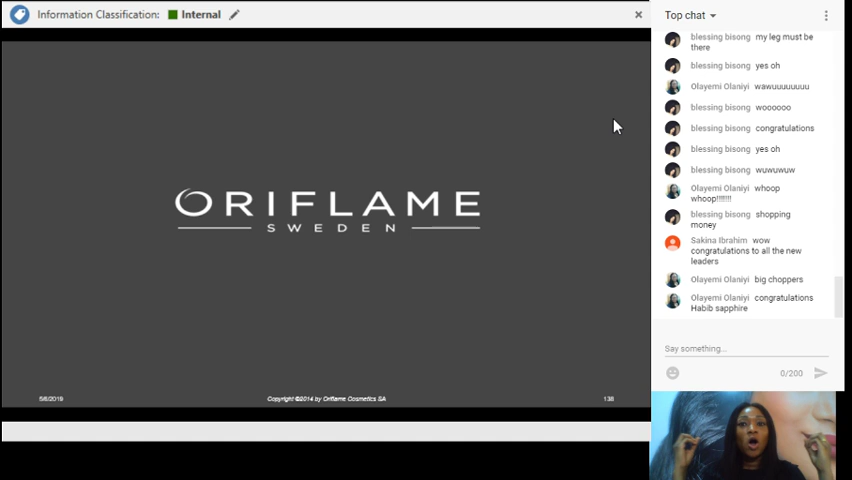 Information Classification: Internal
ORIFLAME
SWEDEN
5/6/2019
Copyright ©2014 by Oriflame Cosmetics SA
138
Top chat
blessing bisong my leg must be
there
blessing bisong yes oh
Olayemi Olaniyi wawuuuuuuuu
blessing bisong woooooo
blessing bisong congratulations
blessing bisong yes oh
blessing bisong wuwuwuw
Olayemi Olaniyi whoop
whoop!!!!!!!!
blessing bisong shopping
money
Sakina Ibrahim wow
congratulations to all the new
leaders
Olayemi Olaniyi big choppers
Olayemi Olaniyi congratulations
Habib sapphire
Say something...
0/200